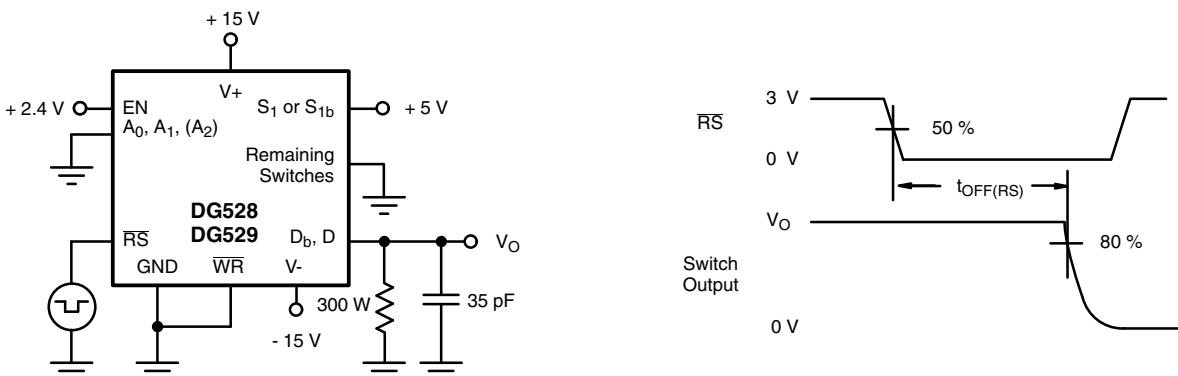 + 15 V
V+
+ 2.4 V
EN
S1 or S1b
+ 5 V
A0, A1, (A2)
Remaining
Switches
DG528
DG529
RS
Db, D
VO
GND
WR
V-
300 W
35 pF
- 15 V
3 V
RS
50 %
0 V
tOFF(RS)
VO
80 %
Switch
Output
0 V